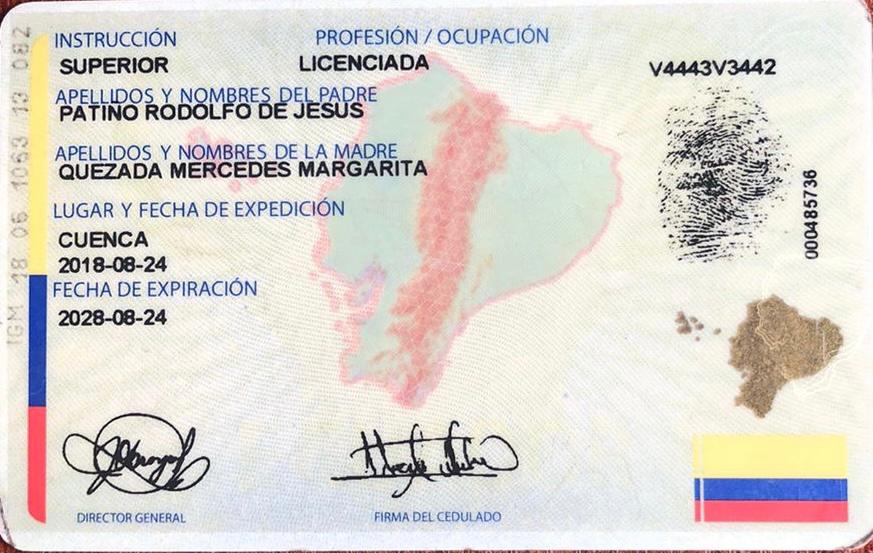 INSTRUCCIÓN PROFESIÓN / OCUPACIÓN
SUPERIOR LICENCIADA V4443V3442
APELLIDOS Y NOMBRES DEL PADRE
PATINO RODOLFO DE JESUS
APELLIDOS Y NOMBRES DE LA MADRE
QUEZADA MERCEDES MARGARITA
LUGAR Y FECHA DE EXPEDICIÓN
CUENCA
2018-08-24
FECHA DE EXPIRACIÓN
2028-08-24
DIRECTOR GENERAL FIRMA DEL CEDULADO
000485736
IGM 18 06 1063 13 082